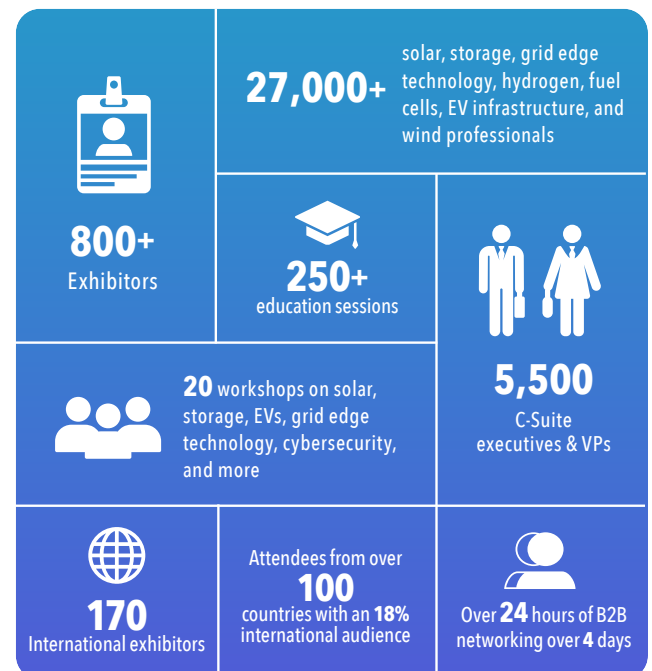 27,000+
solar, storage, grid edge
technology, hydrogen, fuel
cells, EV infrastructure, and
wind professionals
800+
Exhibitors
250+
education sessions
5,500
C-Suite
executives & VPs
20 workshops on solar,
storage, EVs, grid edge
technology, cybersecurity,
and more
170
International exhibitors
Attendees from over
100
countries with an 18%
international audience
Over 24 hours of B2B
networking over 4 days